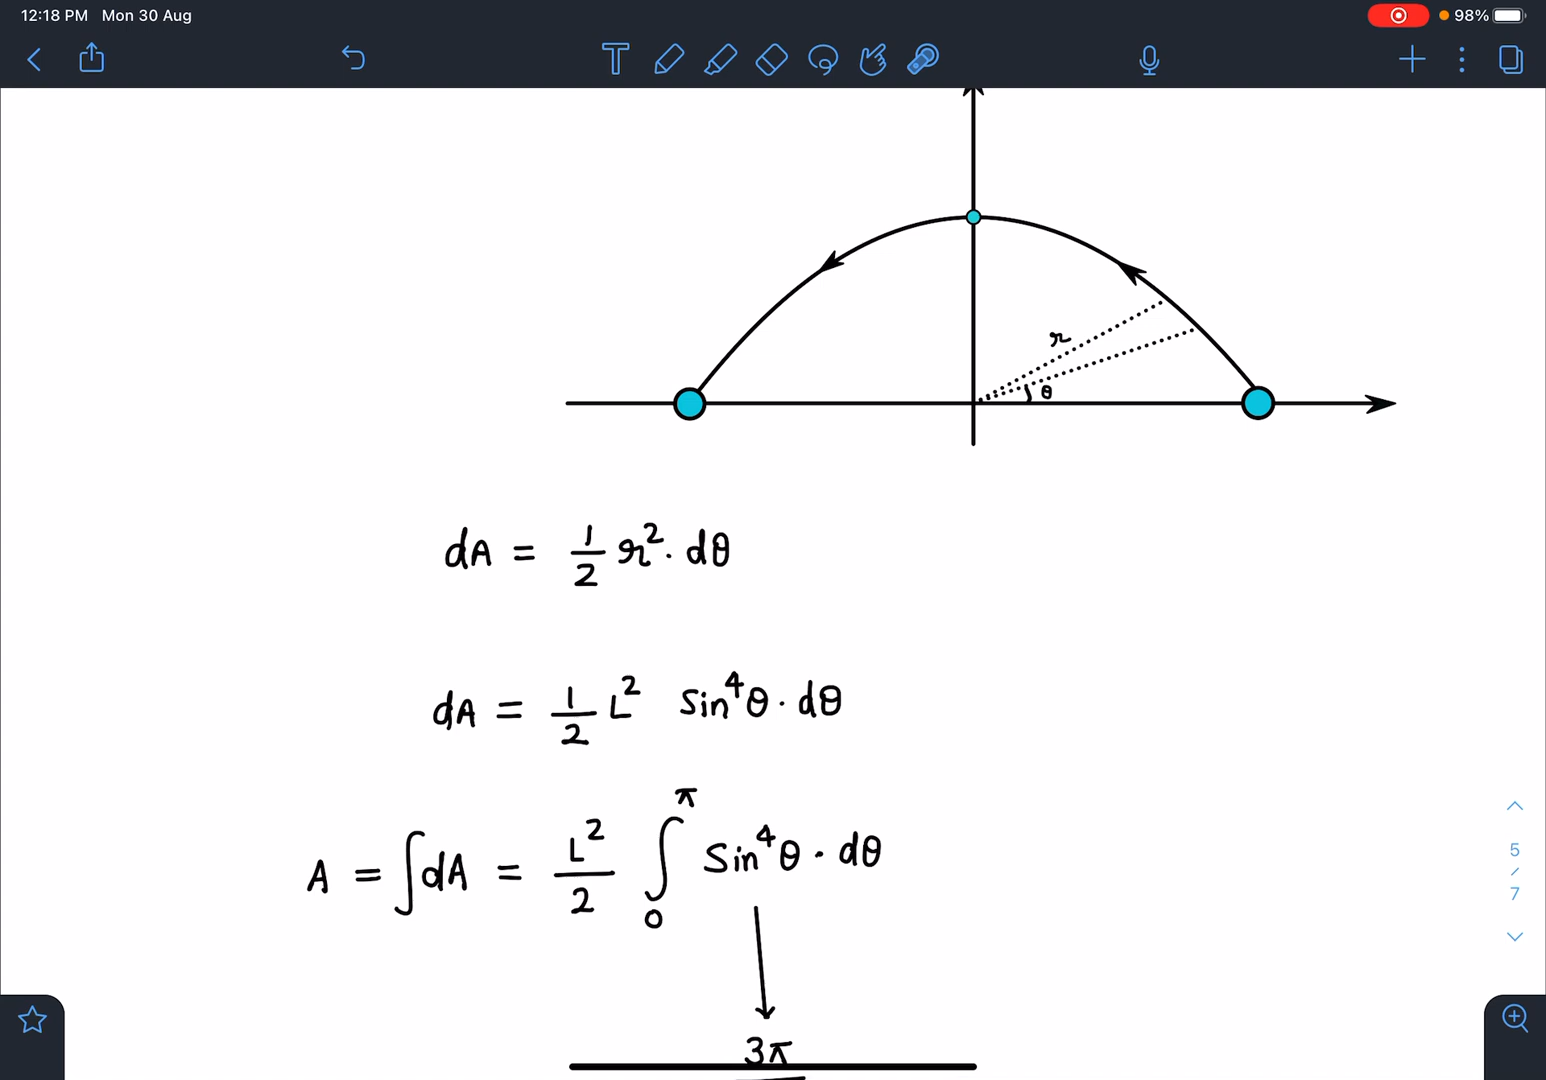 12:18 PM Mon 30 Aug
98%
T
r
θ
dA = 1/2 r². dθ
dA = 1/2 L² Sin⁴θ · dθ
A = ∫dA = L²/2 ∫₀^π Sin⁴θ · dθ
3π
5
/
7